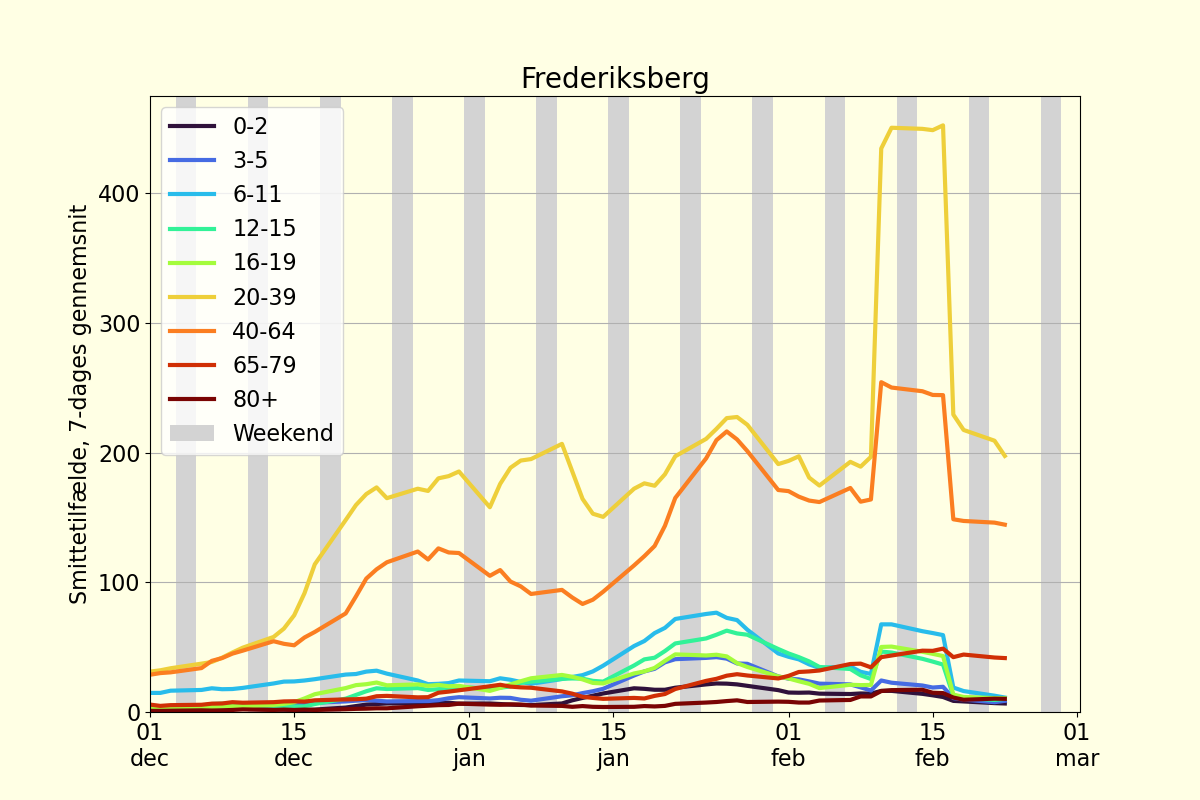 Frederiksberg
Smittetilfælde, 7-dages gennemsnit
400
300
200
100
0
0-2
3-5
6-11
12-15
16-19
20-39
40-64
65-79
80+
Weekend
01 15 01 15 01 15 01
dec dec jan jan feb feb mar